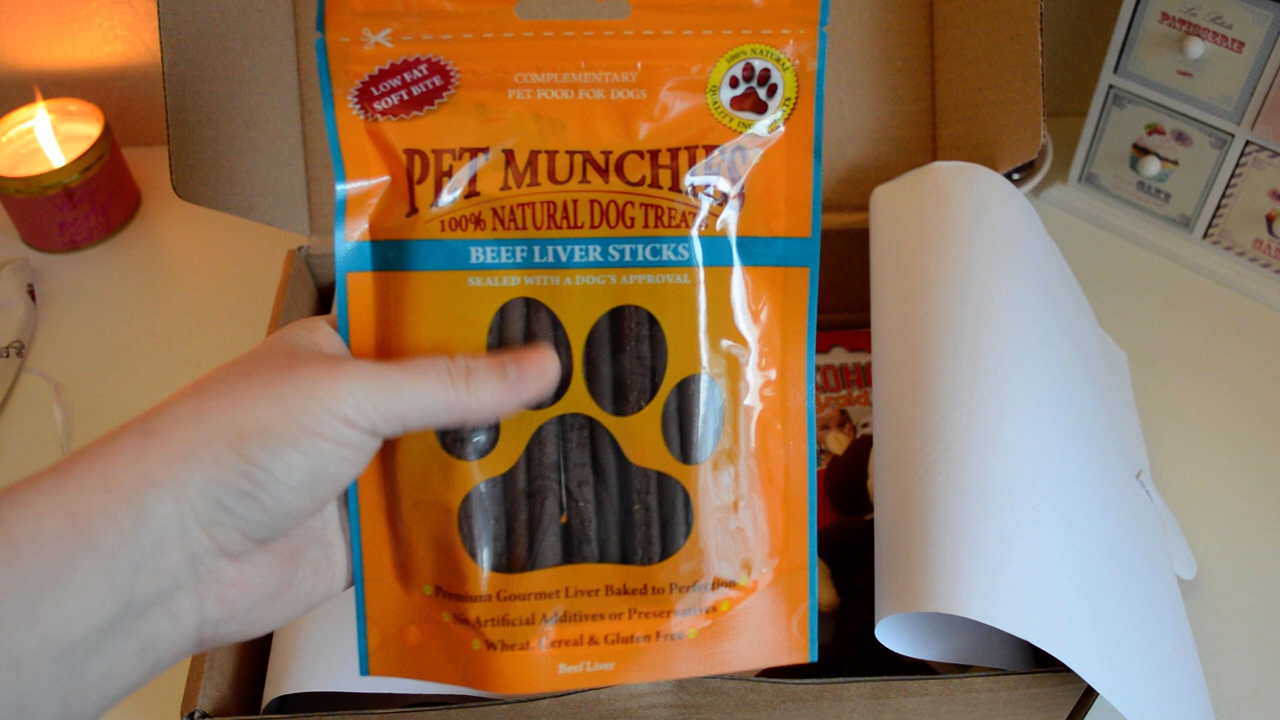 LOW FAT
SOFT BITE
COMPLEMENTARY
PET FOOD FOR DOGS
100% NATURAL
PET MUNCHIES
100% NATURAL DOG TREATS
BEEF LIVER STICKS
SEALED WITH A DOG'S APPROVAL
Premium Gourmet Liver Baked to Perfection
No Artificial Additives or Preservatives
Wheat, Cereal & Gluten Free
Beef Liver
La Petite
PATISSERIE